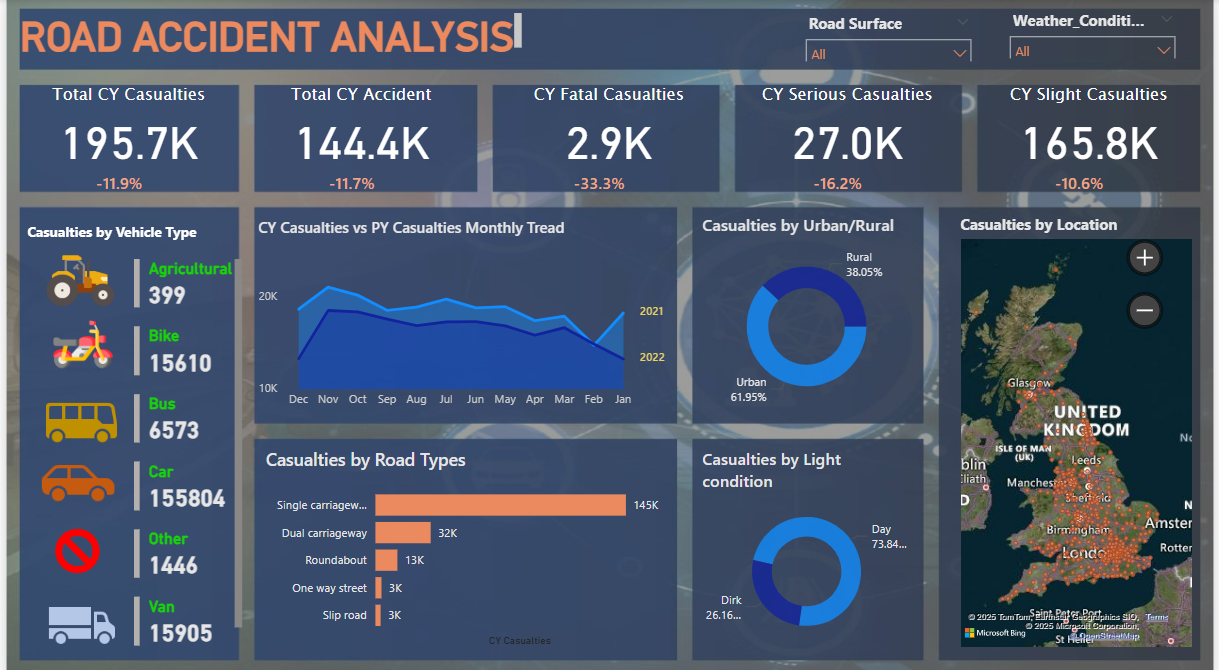 ROAD ACCIDENT ANALYSIS
Road Surface
All
Weather_Conditi...
All
Total CY Casualties
195.7K
-11.9%
Total CY Accident
144.4K
-11.7%
CY Fatal Casualties
2.9K
-33.3%
CY Serious Casualties
27.0K
-16.2%
CY Slight Casualties
165.8K
-10.6%
Casualties by Vehicle Type
Agricultural
399
Bike
15610
Bus
6573
Car
155804
Other
1446
Van
15905
CY Casualties vs PY Casualties Monthly Tread
20K
10K
2021
2022
Dec Nov Oct Sep Aug Jul Jun May Apr Mar Feb Jan
Casualties by Road Types
Single carriagew... 145K
Dual carriageway 32K
Roundabout 13K
One way street 3K
Slip road 3K
CY Casualties
Casualties by Urban/Rural
Rural
38.05%
Urban
61.95%
Casualties by Light
condition
Day
73.84...
Dirk
26.16...
Casualties by Location
+
−
Glasgow
UNITED
KINGDOM
ISLE OF MAN
(UK)
Leeds
blin
Cliath
Manchest
Sheffield
Birmingham
Amster
Rotter
Londo
Saint Peter Port
© 2025 TomTom, Earthstar Geographics SIO, Terms
© 2025 Microsoft Corporation,
© OpenStreetMap
Microsoft Bing
St Helier